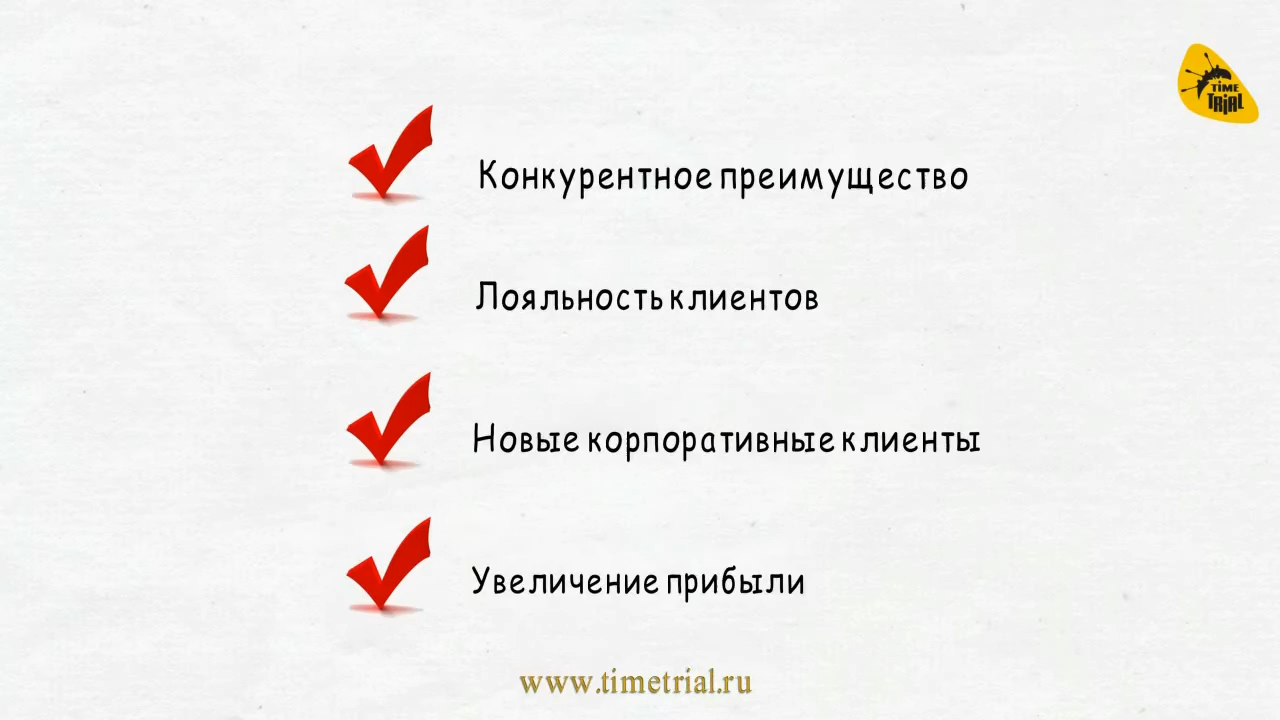 TIME
TRIAL
Конкурентное преимущество
Лояльность клиентов
Новые корпоративные клиенты
Увеличение прибыли
www.timetrial.ru